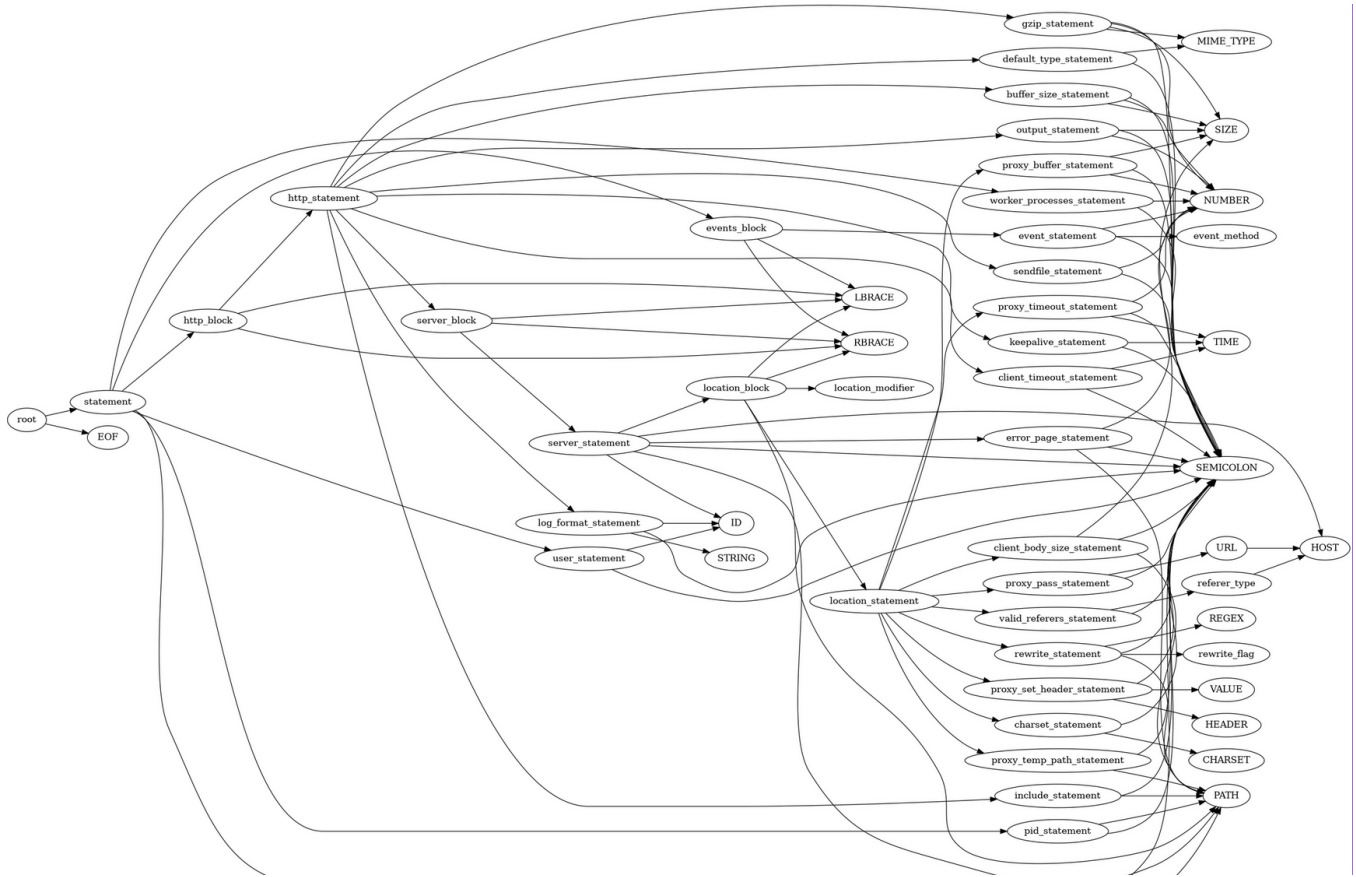 gzip_statement
MIME_TYPE
default_type_statement
buffer_size_statement
output_statement
SIZE
proxy_buffer_statement
http_statement
worker_processes_statement
NUMBER
events_block
event_statement
event_method
sendfile_statement
LBRACE
proxy_timeout_statement
http_block
server_block
RBRACE
keepalive_statement
TIME
client_timeout_statement
location_block
location_modifier
statement
root
EOF
server_statement
error_page_statement
SEMICOLON
log_format_statement
ID
client_body_size_statement
URL
HOST
user_statement
STRING
proxy_pass_statement
referer_type
location_statement
valid_referers_statement
REGEX
rewrite_statement
rewrite_flag
proxy_set_header_statement
VALUE
charset_statement
HEADER
proxy_temp_path_statement
CHARSET
include_statement
PATH
pid_statement